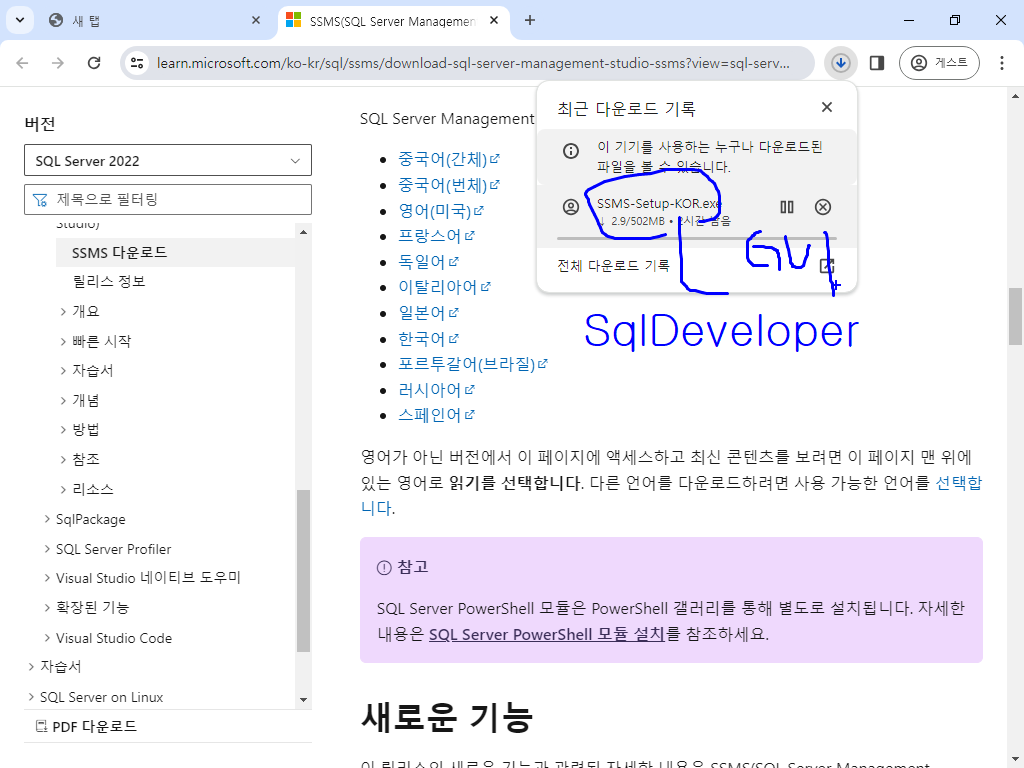 새 탭
SSMS(SQL Server Managemen
learn.microsoft.com/ko-kr/sql/ssms/download-sql-server-management-studio-ssms?view=sql-serv...
게스트
버전
SQL Server 2022
제목으로 필터링
Studio)
SSMS 다운로드
릴리스 정보
개요
빠른 시작
자습서
개념
방법
참조
리소스
SqlPackage
SQL Server Profiler
Visual Studio 네이티브 도우미
확장된 기능
Visual Studio Code
자습서
SQL Server on Linux
PDF 다운로드
SQL Server Management
중국어(간체)
중국어(번체)
영어(미국)
프랑스어
독일어
이탈리아어
일본어
한국어
포르투갈어(브라질)
러시아어
스페인어
최근 다운로드 기록
이 기기를 사용하는 누구나 다운로드된
파일을 볼 수 있습니다.
SSMS-Setup-KOR.exe
↓ 2.9/502MB • 2시간 남음
전체 다운로드 기록
GUI
SqlDeveloper
영어가 아닌 버전에서 이 페이지에 액세스하고 최신 콘텐츠를 보려면 이 페이지 맨 위에
있는 영어로 읽기를 선택합니다. 다른 언어를 다운로드하려면 사용 가능한 언어를 선택합
니다.
참고
SQL Server PowerShell 모듈은 PowerShell 갤러리를 통해 별도로 설치됩니다. 자세한
내용은 SQL Server PowerShell 모듈 설치를 참조하세요.
새로운 기능
이 릴리스의 새로운 기능과 관련된 자세한 내용은 SSMS(SQL Server Management